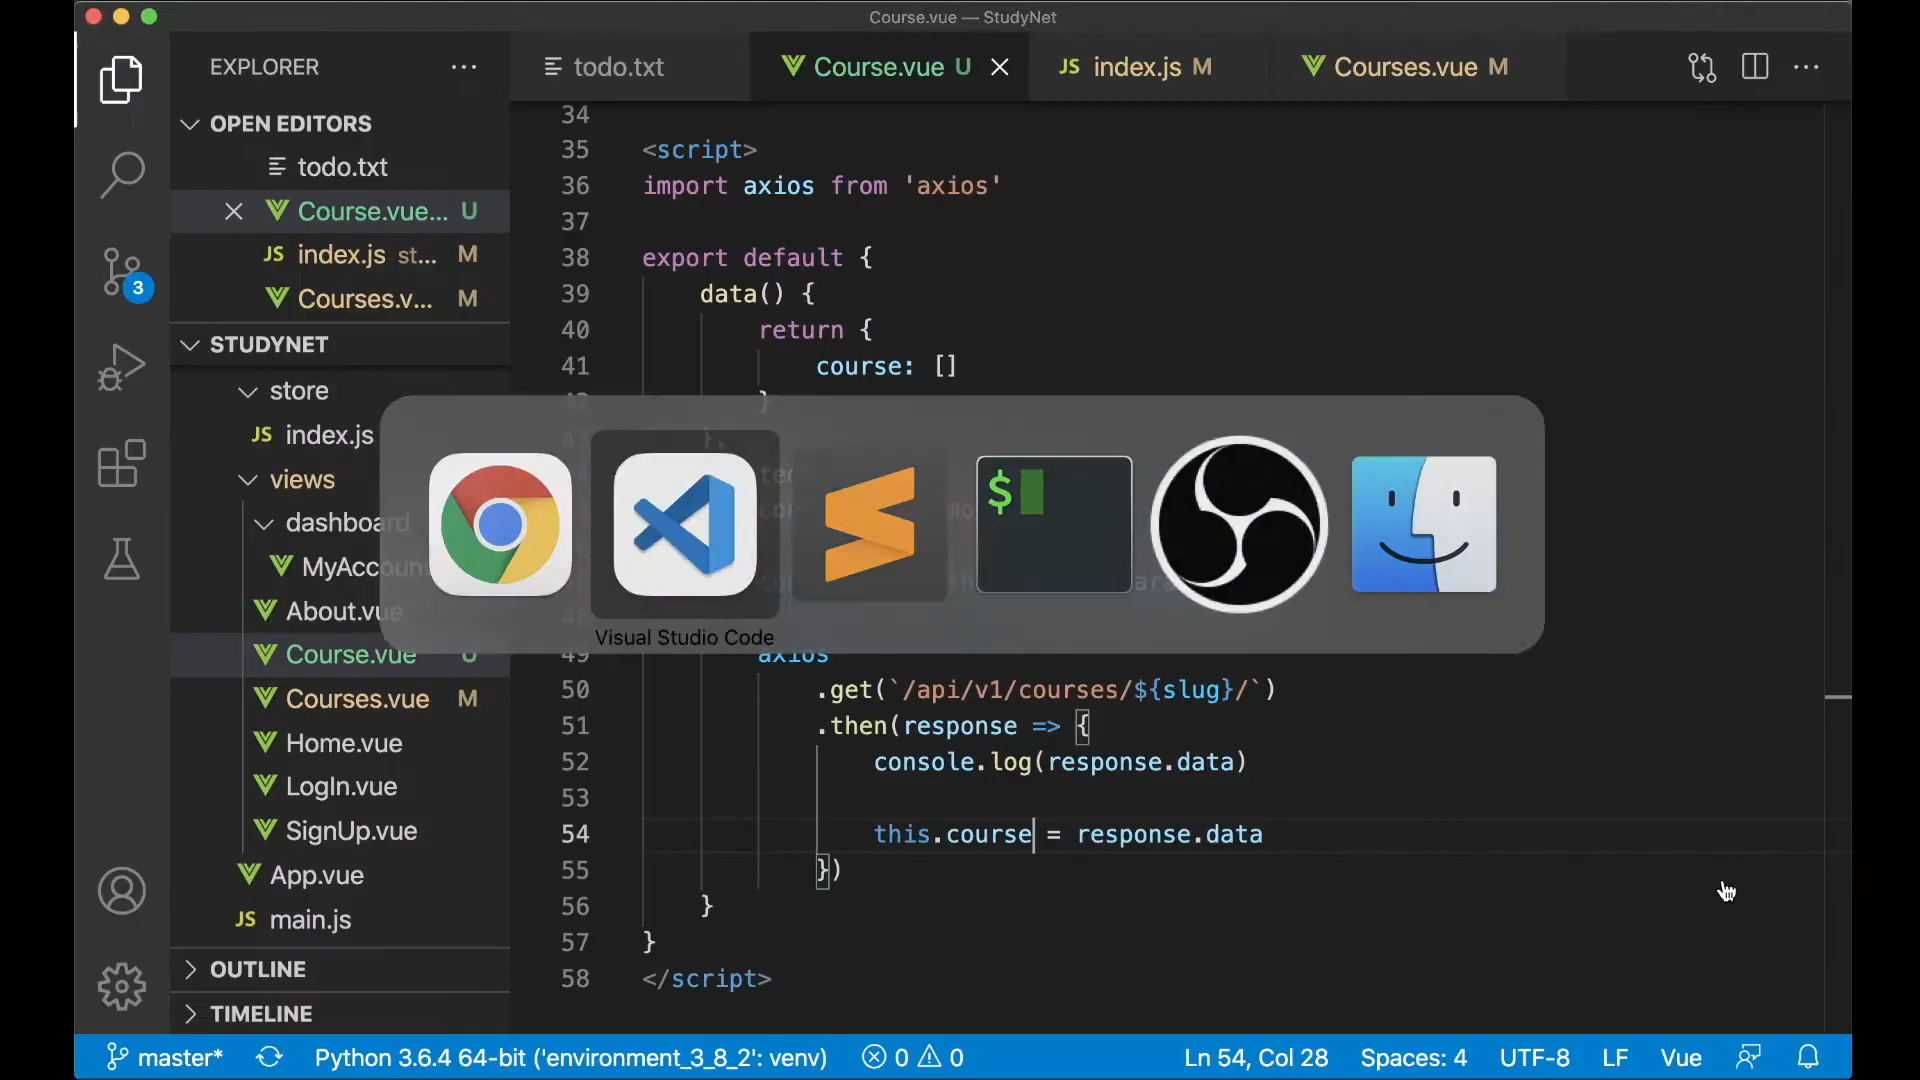 Course.vue — StudyNet
EXPLORER
todo.txt
Course.vue U
JS index.js M
Courses.vue M
OPEN EDITORS
todo.txt
Course.vue... U
JS index.js st... M
Courses.v... M
STUDYNET
store
JS index.js
views
dashboard
MyAccount
About.vue
Course.vue U
Courses.vue M
Home.vue
LogIn.vue
SignUp.vue
App.vue
JS main.js
OUTLINE
TIMELINE
3
34
35 <script>
36 import axios from 'axios'
37
38 export default {
39 data() {
40 return {
41 course: []
}
$
Visual Studio Code
49 axios
50 .get(`/api/v1/courses/${slug}/`)
51 .then(response => {
52 console.log(response.data)
53
54 this.course = response.data
55 })
56 }
57 }
58 </script>
master*
Python 3.6.4 64-bit ('environment_3_8_2': venv)
0
0
Ln 54, Col 28
Spaces: 4
UTF-8
LF
Vue